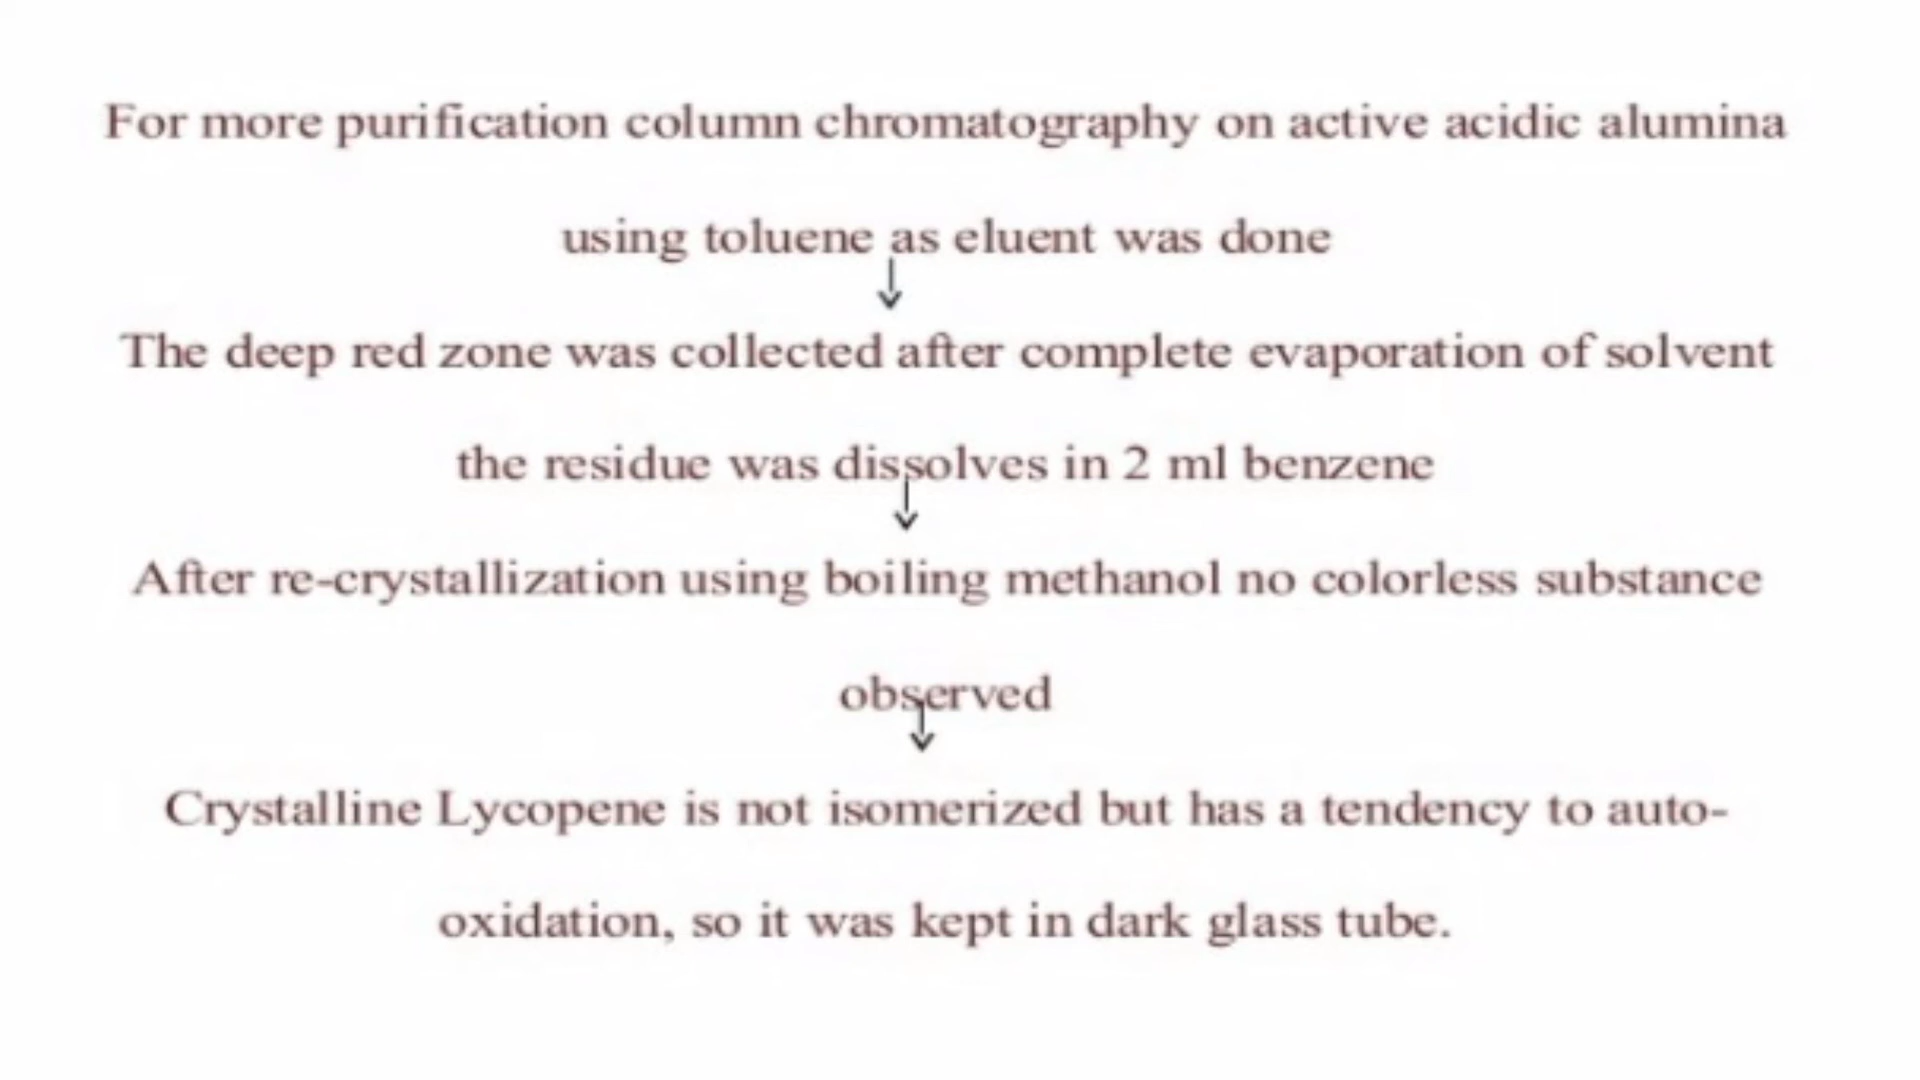 For more purification column chromatography on active acidic alumina
using toluene as eluent was done
The deep red zone was collected after complete evaporation of solvent
the residue was dissolves in 2 ml benzene
After re-crystallization using boiling methanol no colorless substance
observed
Crystalline Lycopene is not isomerized but has a tendency to auto-
oxidation, so it was kept in dark glass tube.